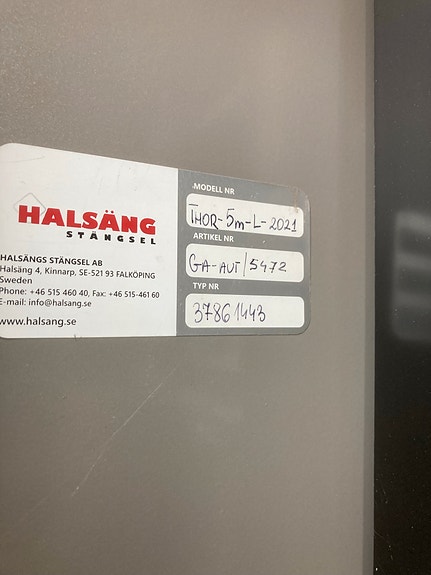 HALSÄNG
STÄNGSEL
HALSÄNGS STÄNGSEL AB
Halsäng 4, Kinnarp, SE-521 93 FALKÖPING
Sweden
Phone: +46 515 460 40, Fax: +46 515-461 60
E-mail: info@halsang.se
www.halsang.se
MODELL NR
THOR-5m-L-2021
ARTIKEL NR
GA-AUT/5472
TYP NR
37861443